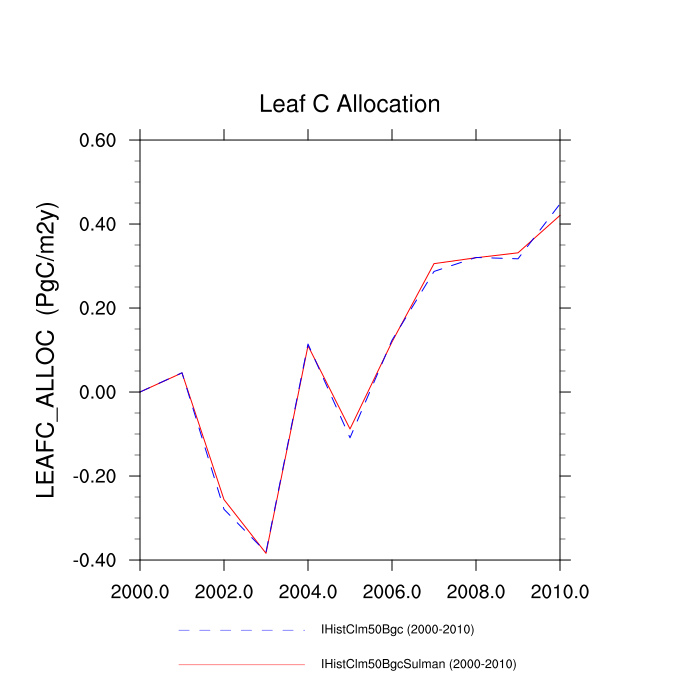 Leaf C Allocation
LEAFC_ALLOC (PgC/m2y)
0.60
0.40
0.20
0.00
-0.20
-0.40
2000.0 2002.0 2004.0 2006.0 2008.0 2010.0
IHistClm50Bgc (2000-2010)
IHistClm50BgcSulman (2000-2010)